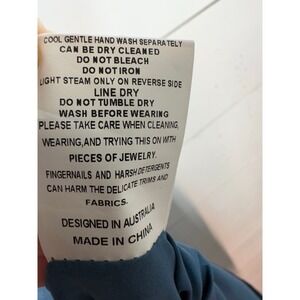 COOL GENTLE HAND WASH SEPARATELY
CAN BE DRY CLEANED
DO NOT BLEACH
DO NOT IRON
LIGHT STEAM ONLY ON REVERSE SIDE
LINE DRY
DO NOT TUMBLE DRY
WASH BEFORE WEARING
PLEASE TAKE CARE WHEN CLEANING,
WEARING,AND TRYING THIS ON WITH
PIECES OF JEWELRY.
FINGERNAILS AND HARSH DETERGENTS
CAN HARM THE DELICATE TRIMS AND
FABRICS.
DESIGNED IN AUSTRALIA
MADE IN CHINA